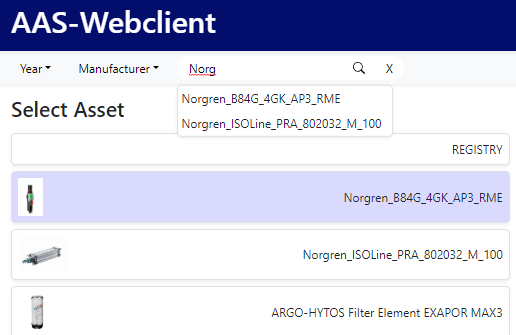 AAS-Webclient
Year Manufacturer Norg X
Norgren_B84G_4GK_AP3_RME
Norgren_ISOLine_PRA_802032_M_100
Select Asset
REGISTRY
Norgren_B84G_4GK_AP3_RME
Norgren_ISOLine_PRA_802032_M_100
ARGO-HYTOS Filter Element EXAPOR MAX3